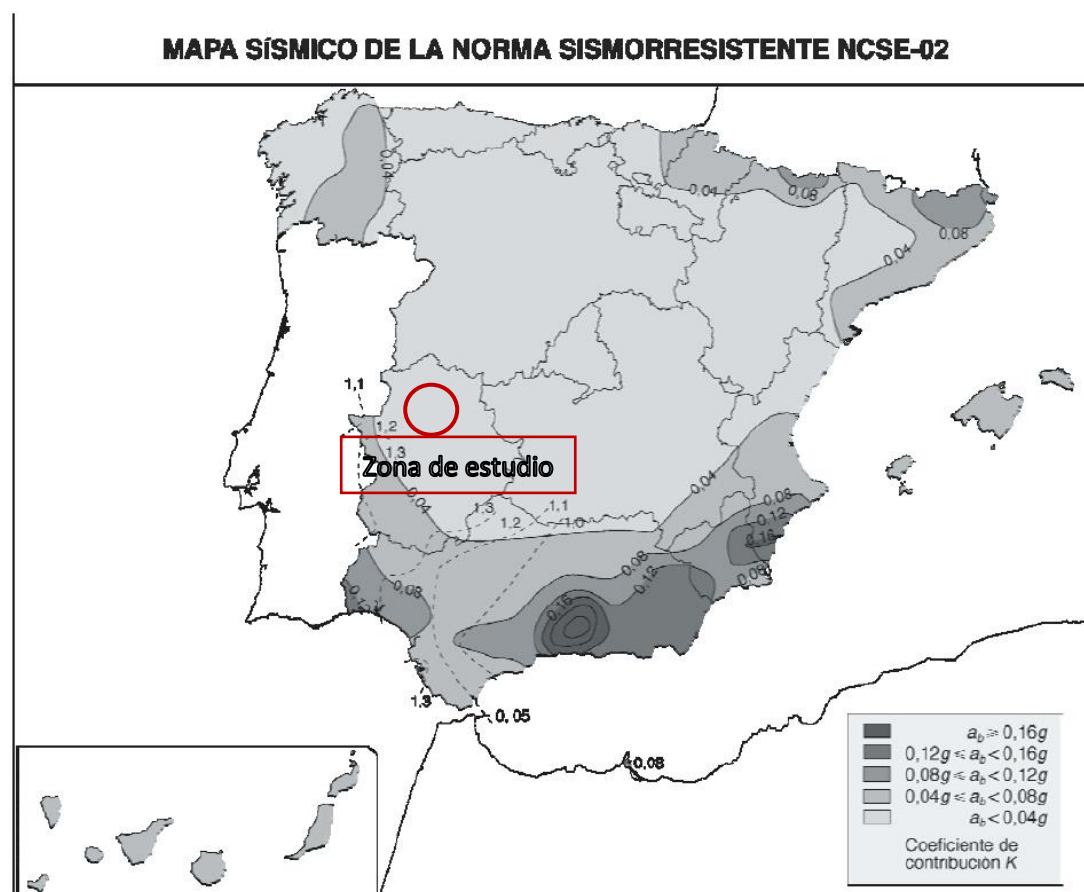 MAPA SÍSMICO DE LA NORMA SISMORRESISTENTE NCSE-02
0,04
0,04
0,08
0,08
0,04
1,1
1,2
1,3
Zona de estudio
0,04
0,04
1,3
1,2
1,1
1,0
0,08
0,12
0,16
0,08
0,08
0,12
0,16
0,08
1,3
0,05
0,08
a_b ≥ 0,16g
0,12g ≤ a_b < 0,16g
0,08g ≤ a_b < 0,12g
0,04g ≤ a_b < 0,08g
a_b < 0,04g
Coeficiente de
contribución K